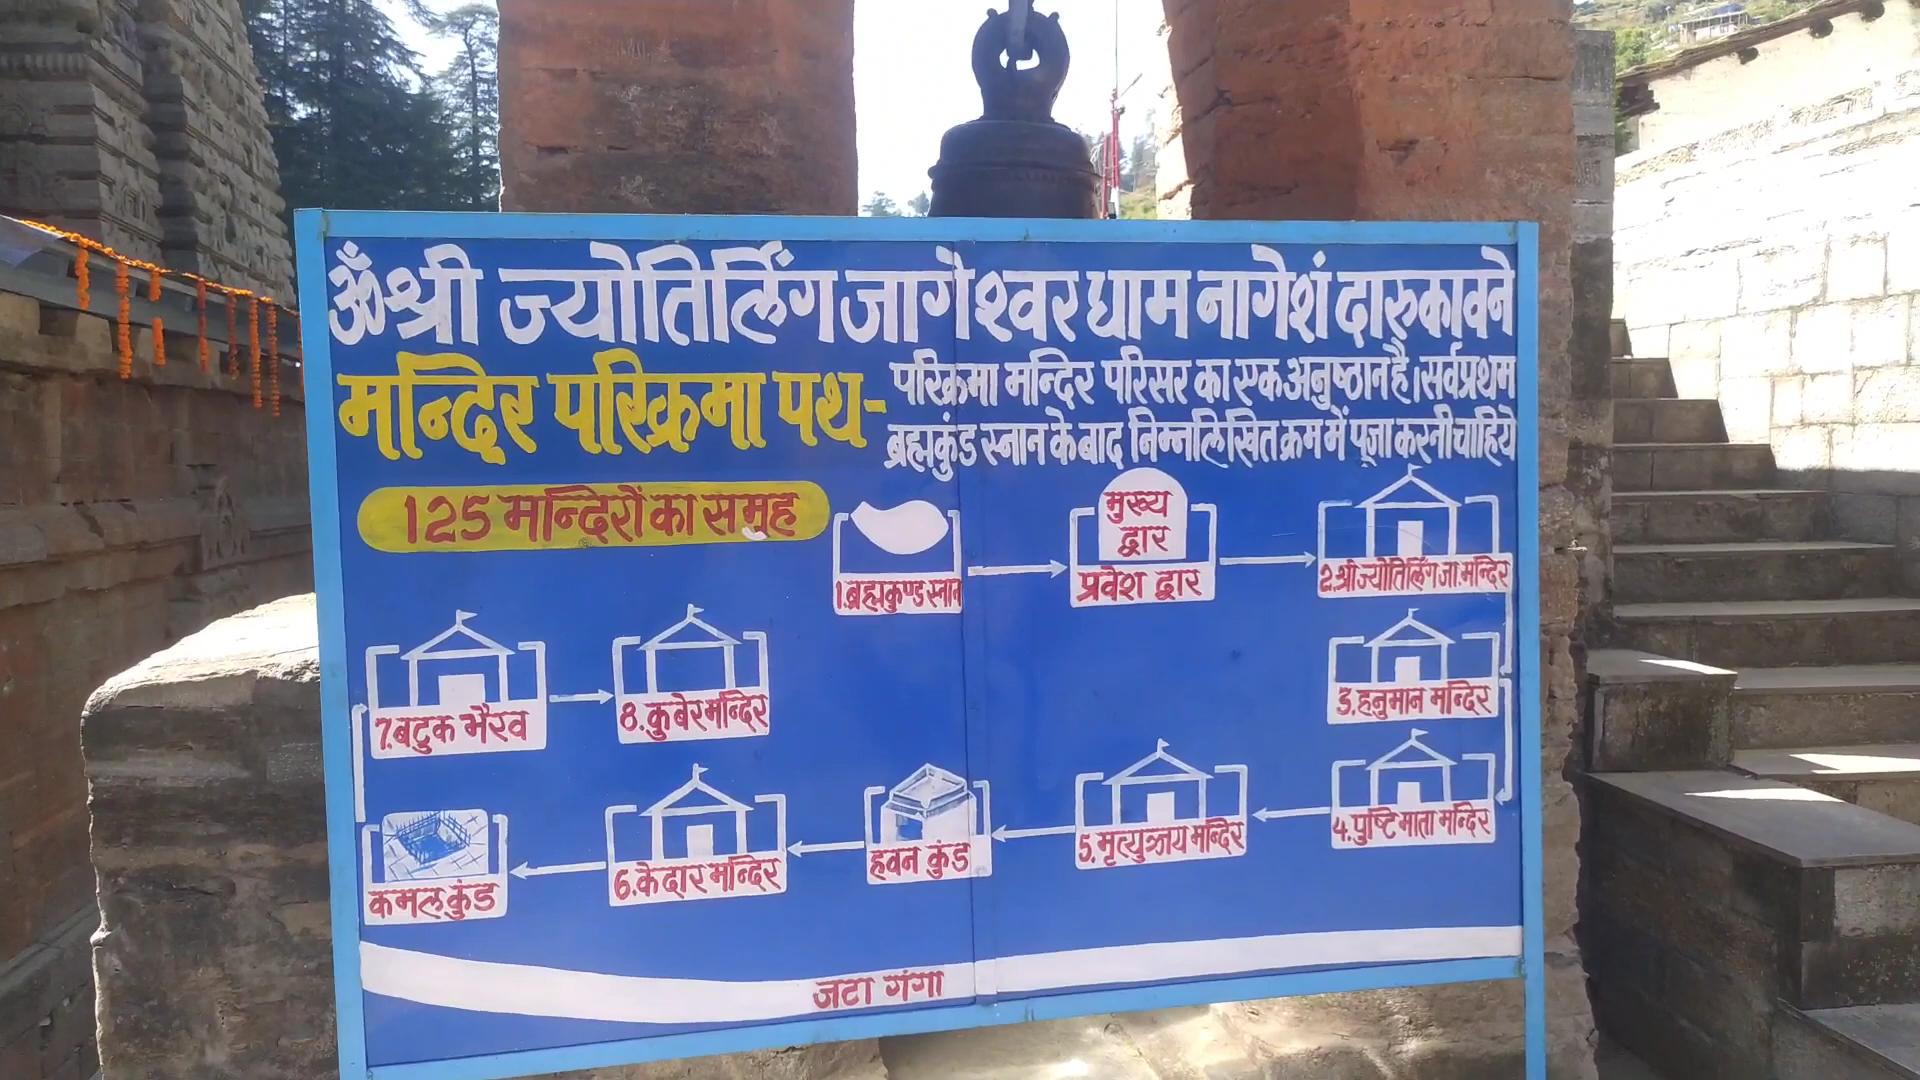 ॐ श्री ज्योतिर्लिंग जागेश्वर धाम नागेशं दारुकावने
मन्दिर परिक्रमा पथ-
परिक्रमा मन्दिर परिसर का एक अनुष्ठान है। सर्वप्रथम
ब्रह्मकुंड स्नान के बाद निम्नलिखित क्रम में पूजा करनी चाहिये
125 मन्दिरों का समूह
1.ब्रह्मकुण्ड स्नान
मुख्य
द्वार
प्रवेश द्वार
2.श्री ज्योतिर्लिंग जा मन्दिर
3.हनुमान मन्दिर
4.पुष्टि माता मन्दिर
5.मृत्युञ्जय मन्दिर
हवन कुंड
6.केदार मन्दिर
कमल कुंड
7.बटुक भैरव
8.कुबेर मन्दिर
जटा गंगा